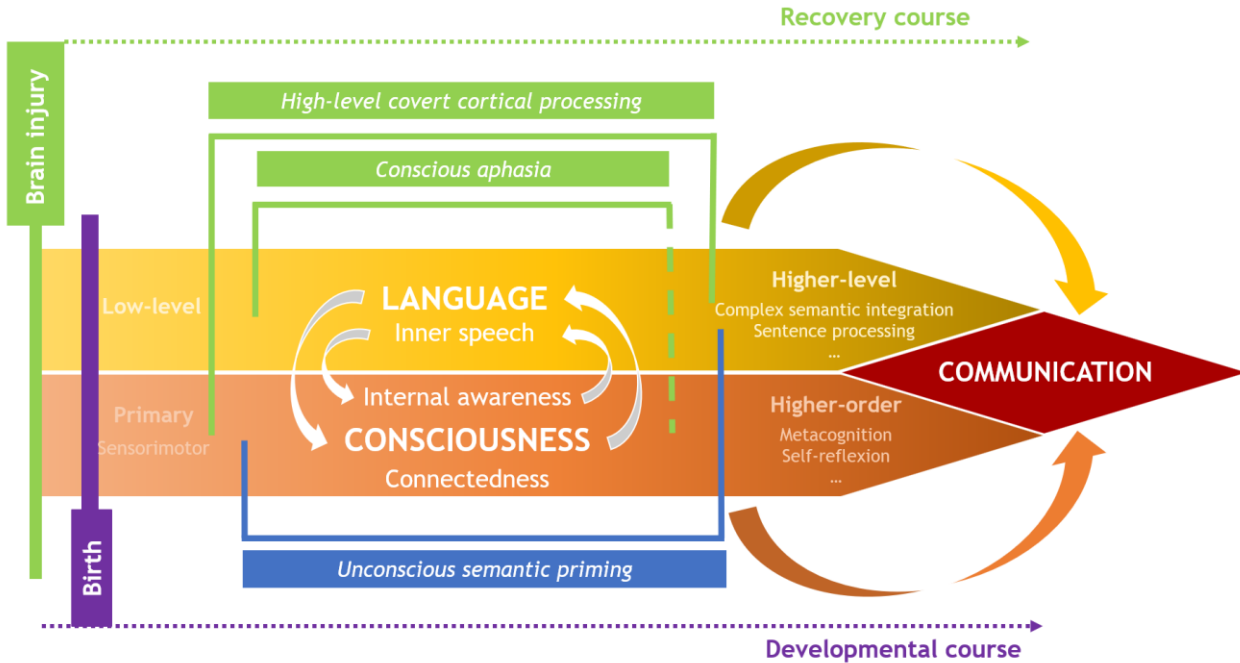 Recovery course
Brain injury
High-level covert cortical processing
Conscious aphasia
Low-level
LANGUAGE
Inner speech
Higher-level
Complex semantic integration
Sentence processing
...
COMMUNICATION
Primary
Sensorimotor
Internal awareness
CONSCIOUSNESS
Connectedness
Higher-order
Metacognition
Self-reflexion
...
Birth
Unconscious semantic priming
Developmental course